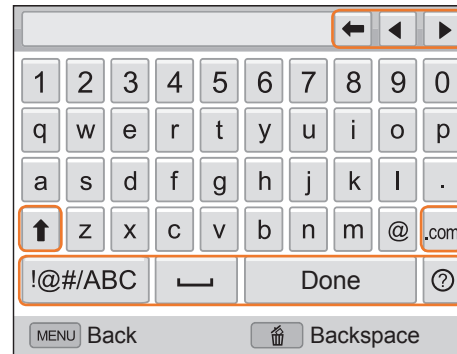 1 2 3 4 5 6 7 8 9 0
q w e r t y u i o p
a s d f g h j k l .
z x c v b n m @ .com
!@#/ABC Done ?
MENU Back Backspace